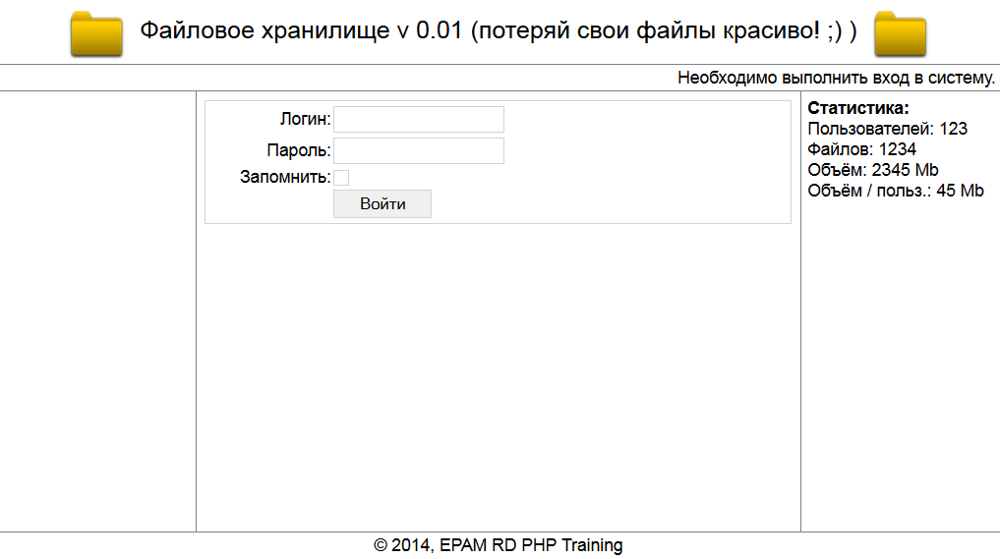 Файловое хранилище v 0.01 (потеряй свои файлы красиво! ;) )
Необходимо выполнить вход в систему.
Логин:
Пароль:
Запомнить:
Войти
Статистика:
Пользователей: 123
Файлов: 1234
Объём: 2345 Mb
Объём / польз.: 45 Mb
© 2014, EPAM RD PHP Training